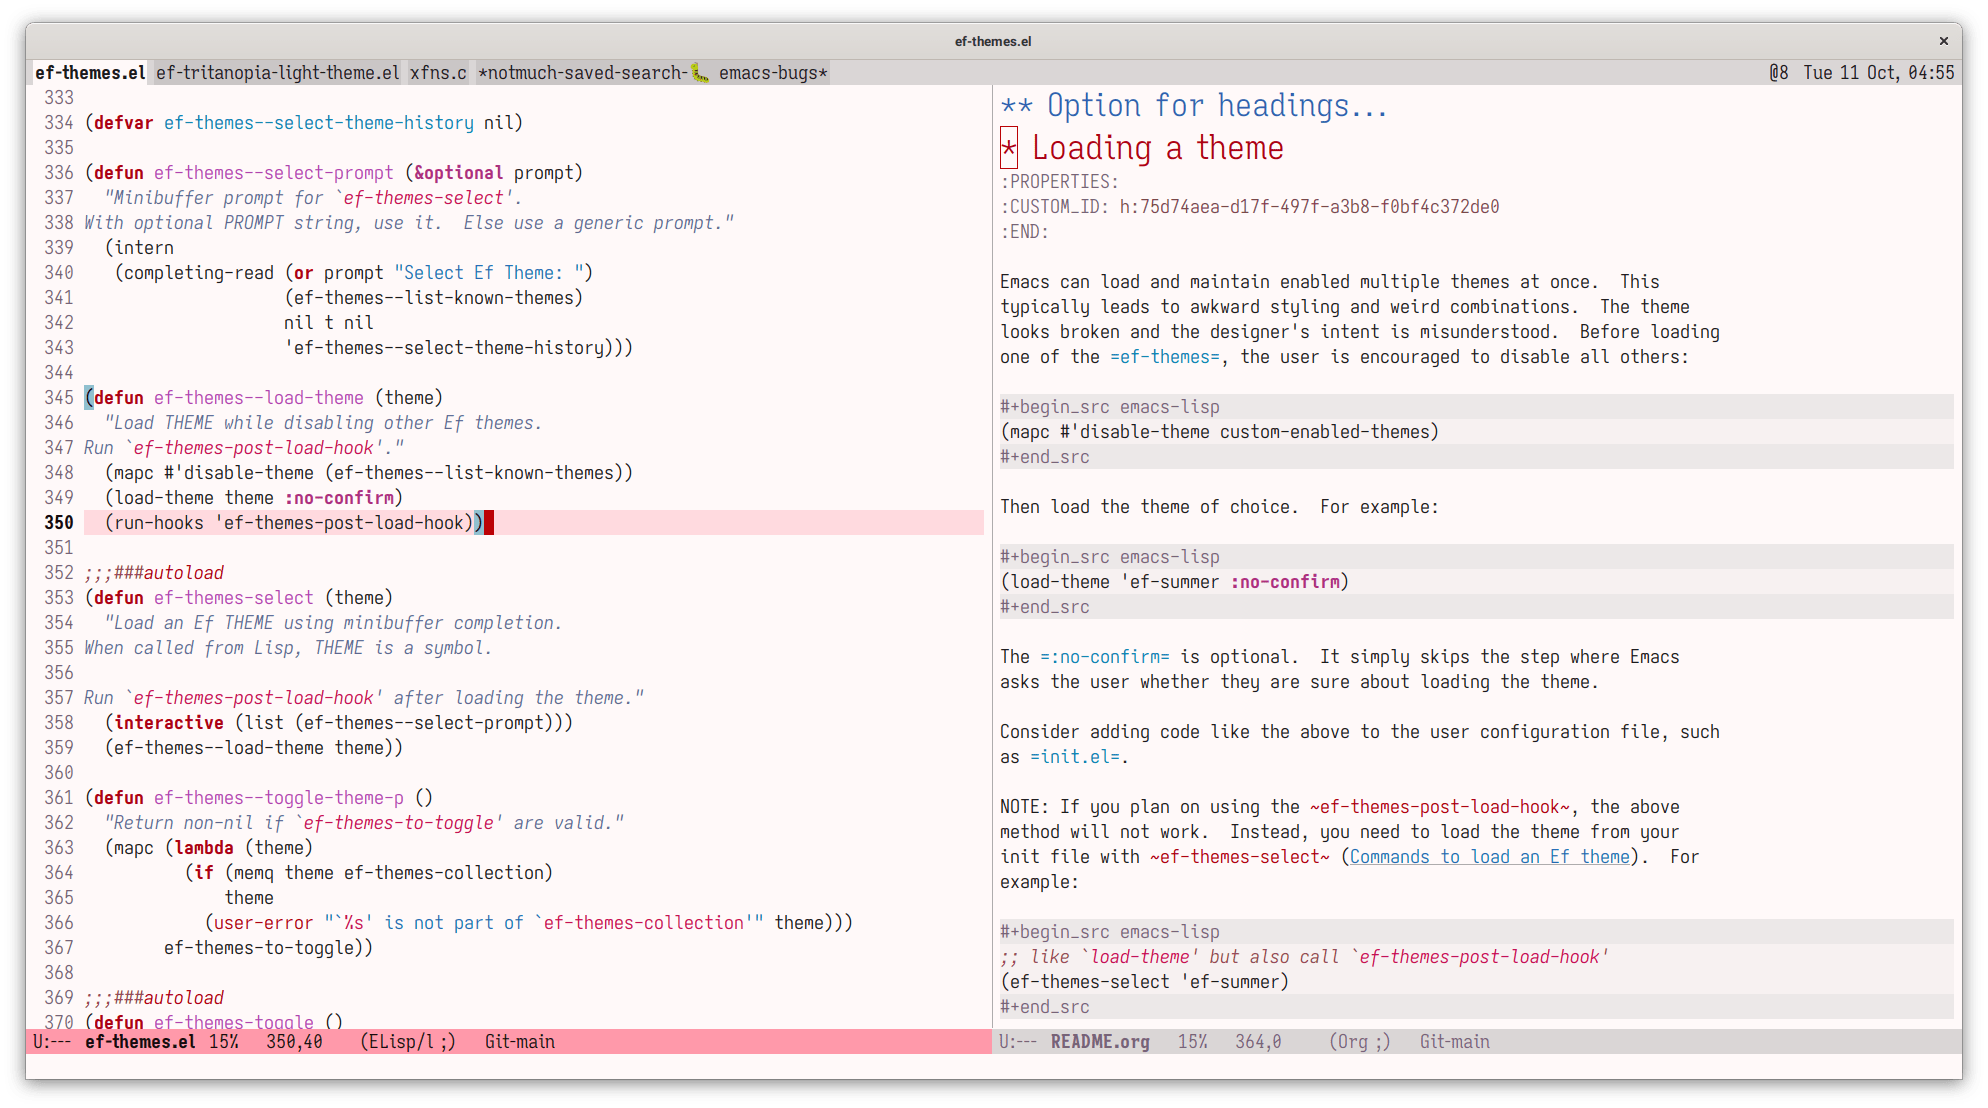 ef-themes.el ×
ef-themes.el ef-tritanopia-light-theme.el xfns.c *notmuch-saved-search-🐛 emacs-bugs* @8 Tue 11 Oct, 04:55
333
334 (defvar ef-themes--select-theme-history nil)
335
336 (defun ef-themes--select-prompt (&optional prompt)
337   "Minibuffer prompt for `ef-themes-select'.
338 With optional PROMPT string, use it.  Else use a generic prompt."
339   (intern
340    (completing-read (or prompt "Select Ef Theme: ")
341                     (ef-themes--list-known-themes)
342                     nil t nil
343                     'ef-themes--select-theme-history)))
344
345 (defun ef-themes--load-theme (theme)
346   "Load THEME while disabling other Ef themes.
347 Run `ef-themes-post-load-hook'."
348   (mapc #'disable-theme (ef-themes--list-known-themes))
349   (load-theme theme :no-confirm)
350   (run-hooks 'ef-themes-post-load-hook))
351
352 ;;;###autoload
353 (defun ef-themes-select (theme)
354   "Load an Ef THEME using minibuffer completion.
355 When called from Lisp, THEME is a symbol.
356
357 Run `ef-themes-post-load-hook' after loading the theme."
358   (interactive (list (ef-themes--select-prompt)))
359   (ef-themes--load-theme theme))
360
361 (defun ef-themes--toggle-theme-p ()
362   "Return non-nil if `ef-themes-to-toggle' are valid."
363   (mapc (lambda (theme)
364           (if (memq theme ef-themes-collection)
365               theme
366             (user-error "`%s' is not part of `ef-themes-collection'" theme)))
367         ef-themes-to-toggle))
368
369 ;;;###autoload
370 (defun ef-themes-toggle ()
U:--- ef-themes.el 15% 350,40 (ELisp/l ;) Git-main
** Option for headings...
* Loading a theme
:PROPERTIES:
:CUSTOM_ID: h:75d74aea-d17f-497f-a3b8-f0bf4c372de0
:END:
Emacs can load and maintain enabled multiple themes at once.  This
typically leads to awkward styling and weird combinations.  The theme
looks broken and the designer's intent is misunderstood.  Before loading
one of the =ef-themes=, the user is encouraged to disable all others:
#+begin_src emacs-lisp
(mapc #'disable-theme custom-enabled-themes)
#+end_src
Then load the theme of choice.  For example:
#+begin_src emacs-lisp
(load-theme 'ef-summer :no-confirm)
#+end_src
The =:no-confirm= is optional.  It simply skips the step where Emacs
asks the user whether they are sure about loading the theme.
Consider adding code like the above to the user configuration file, such
as =init.el=.
NOTE: If you plan on using the ~ef-themes-post-load-hook~, the above
method will not work.  Instead, you need to load the theme from your
init file with ~ef-themes-select~ (Commands to load an Ef theme).  For
example:
#+begin_src emacs-lisp
;; like `load-theme' but also call `ef-themes-post-load-hook'
(ef-themes-select 'ef-summer)
#+end_src
U:--- README.org 15% 364,0 (Org ;) Git-main